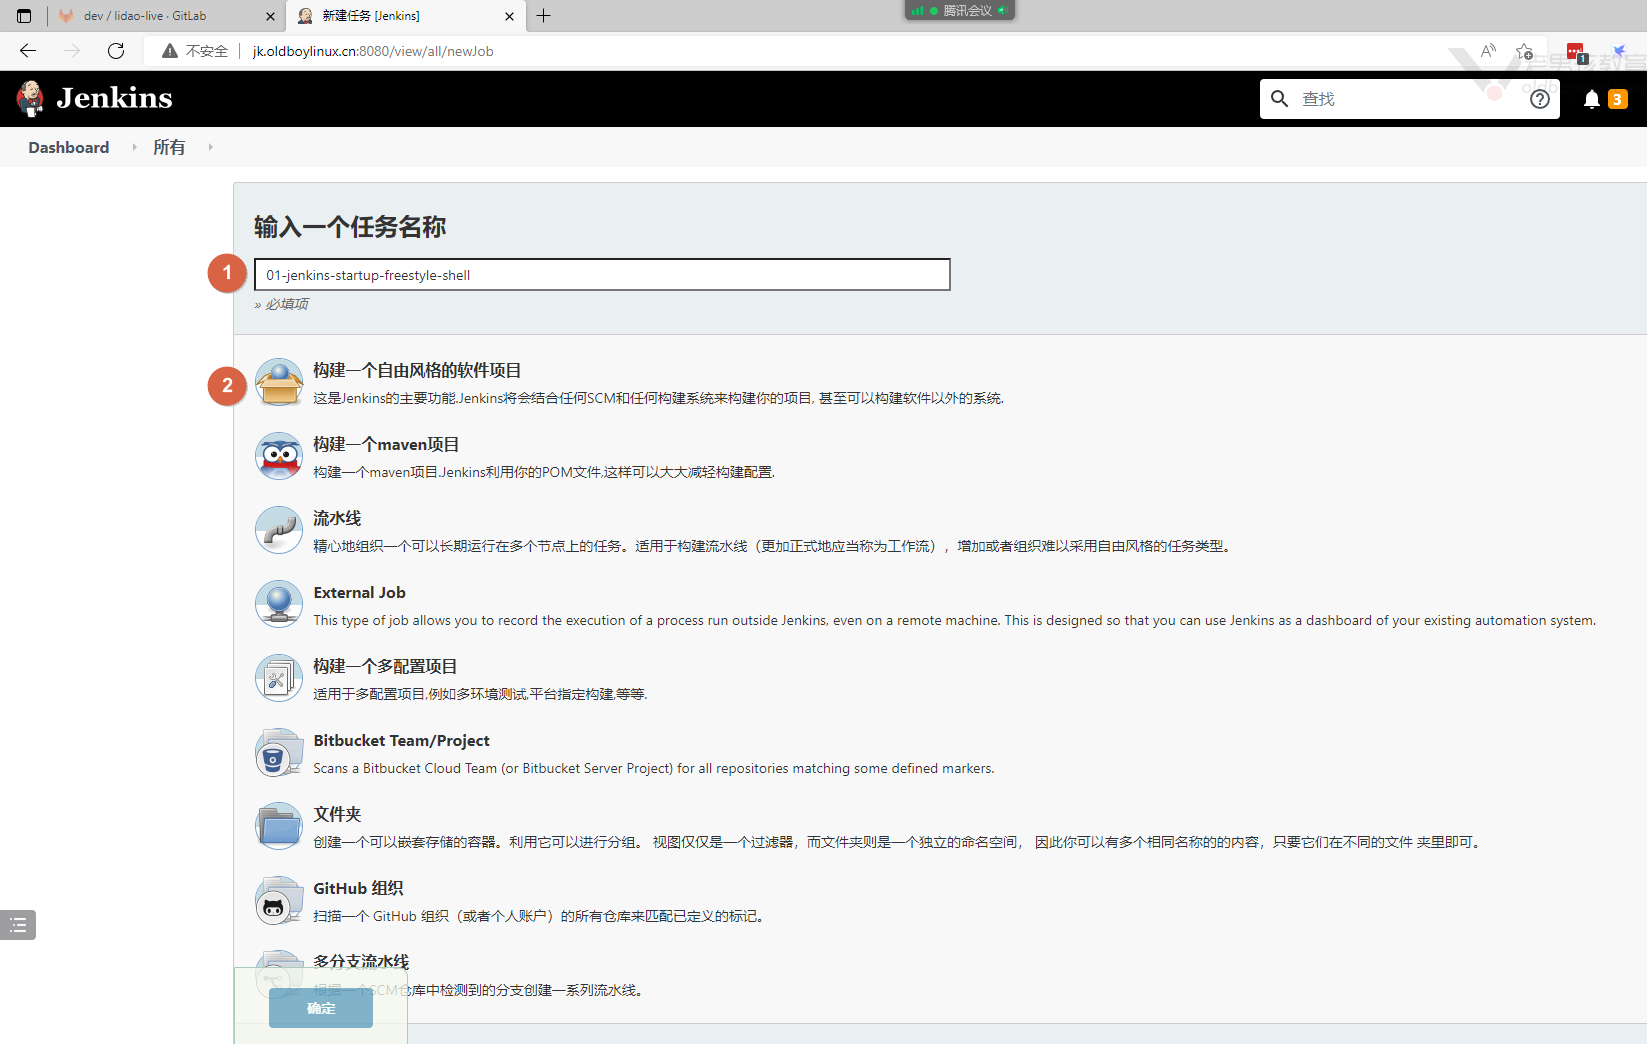 dev / lidao-live · GitLab
新建任务 [Jenkins]
腾讯会议
不安全
jk.oldboylinux.cn:8080/view/all/newJob
1
Jenkins
查找
3
Dashboard
所有
输入一个任务名称
1
01-jenkins-startup-freestyle-shell
» 必填项
2
构建一个自由风格的软件项目
这是Jenkins的主要功能.Jenkins将会结合任何SCM和任何构建系统来构建你的项目, 甚至可以构建软件以外的系统.
构建一个maven项目
构建一个maven项目.Jenkins利用你的POM文件,这样可以大大减轻构建配置.
流水线
精心地组织一个可以长期运行在多个节点上的任务。适用于构建流水线（更加正式地应当称为工作流），增加或者组织难以采用自由风格的任务类型。
External Job
This type of job allows you to record the execution of a process run outside Jenkins, even on a remote machine. This is designed so that you can use Jenkins as a dashboard of your existing automation system.
构建一个多配置项目
适用于多配置项目,例如多环境测试,平台指定构建,等等.
Bitbucket Team/Project
Scans a Bitbucket Cloud Team (or Bitbucket Server Project) for all repositories matching some defined markers.
文件夹
创建一个可以嵌套存储的容器。利用它可以进行分组。 视图仅仅是一个过滤器，而文件夹则是一个独立的命名空间， 因此你可以有多个相同名称的的内容，只要它们在不同的文件 夹里即可。
GitHub 组织
扫描一个 GitHub 组织（或者个人账户）的所有仓库来匹配已定义的标记。
多分支流水线
根据一个SCM仓库中检测到的分支创建一系列流水线。
确定